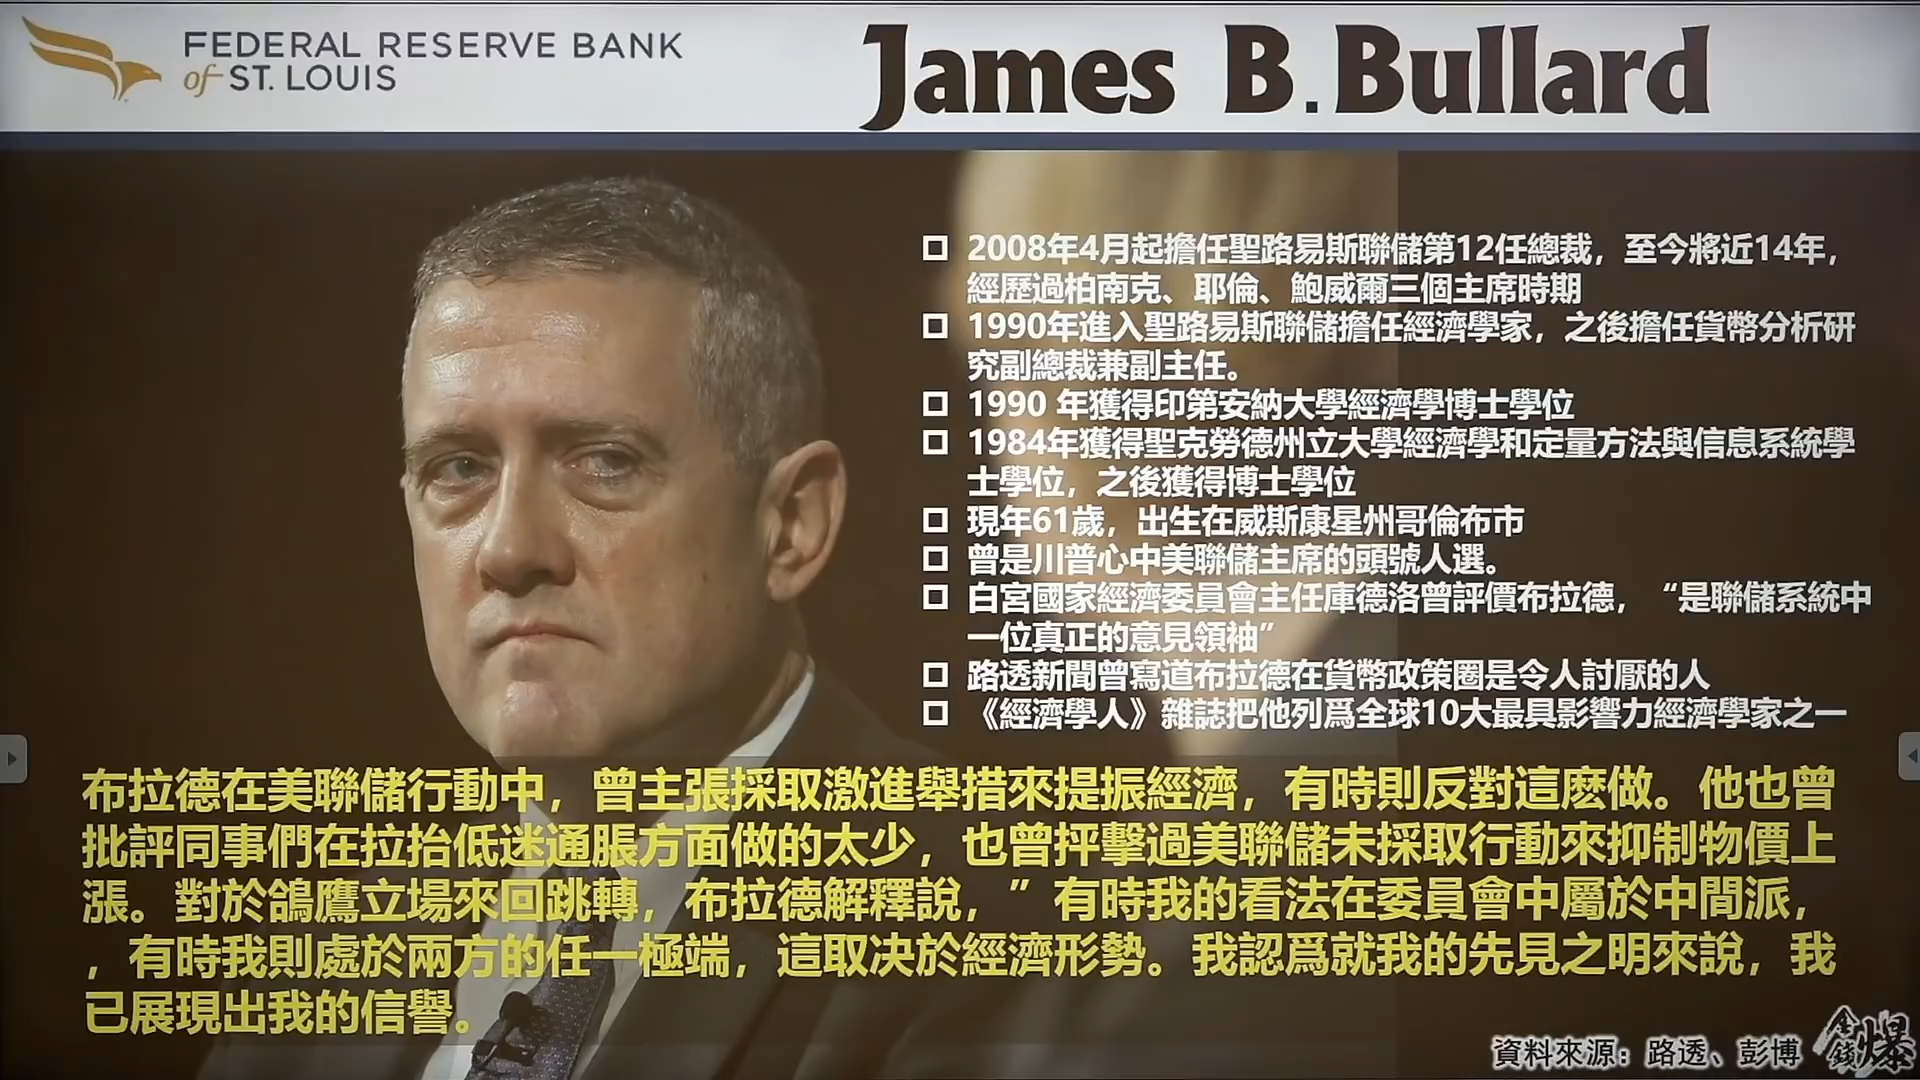 FEDERAL RESERVE BANK
of ST. LOUIS
James B. Bullard
2008年4月起擔任聖路易斯聯儲第12任總裁，至今將近14年，
經歷過柏南克、耶倫、鮑威爾三個主席時期
1990年進入聖路易斯聯儲擔任經濟學家，之後擔任貨幣分析研
究副總裁兼副主任。
1990 年獲得印第安納大學經濟學博士學位
1984年獲得聖克勞德州立大學經濟學和定量方法與信息系統學
士學位，之後獲得博士學位
現年61歲，出生在威斯康星州哥倫布市
曾是川普心中美聯儲主席的頭號人選。
白宮國家經濟委員會主任庫德洛曾評價布拉德，“是聯儲系統中
一位真正的意見領袖”
路透新聞曾寫道布拉德在貨幣政策圈是令人討厭的人
《經濟學人》雜誌把他列爲全球10大最具影響力經濟學家之一
布拉德在美聯儲行動中，曾主張採取激進舉措來提振經濟，有時則反對這麽做。他也曾
批評同事們在拉抬低迷通脹方面做的太少，也曾抨擊過美聯儲未採取行動來抑制物價上
漲。對於鴿鷹立場來回跳轉，布拉德解釋說，”有時我的看法在委員會中屬於中間派，
，有時我則處於兩方的任一極端，這取决於經濟形勢。我認爲就我的先見之明來說，我
已展現出我的信譽。
資料來源：路透、彭博
金錢爆